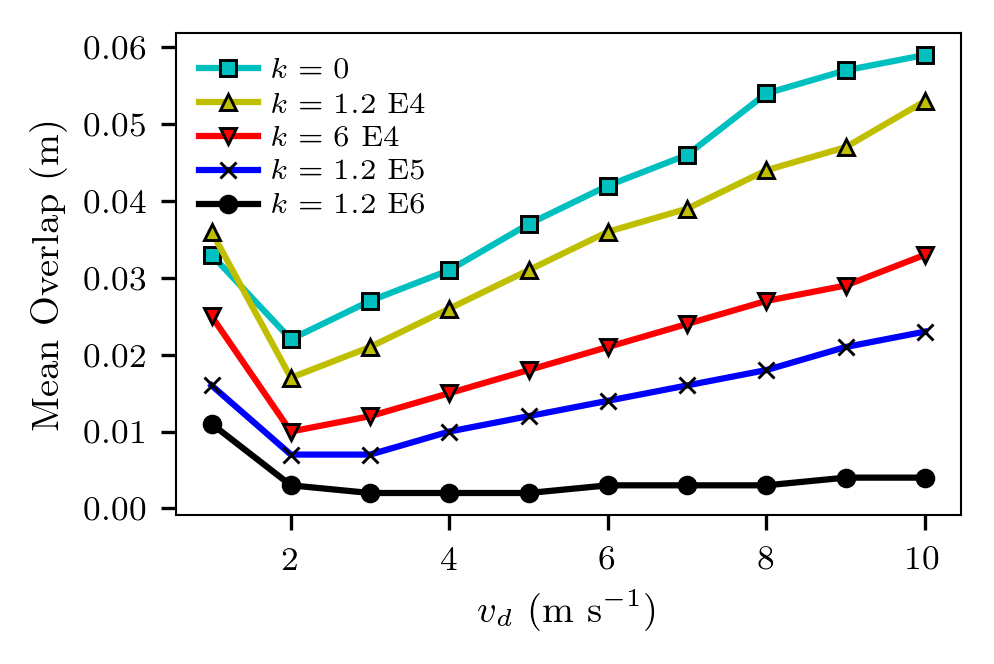 0.06
0.05
0.04
0.03
0.02
0.01
0.00
Mean Overlap (m)
k = 0
k = 1.2 E4
k = 6 E4
k = 1.2 E5
k = 1.2 E6
2 4 6 8 10
v_d (m s⁻¹)